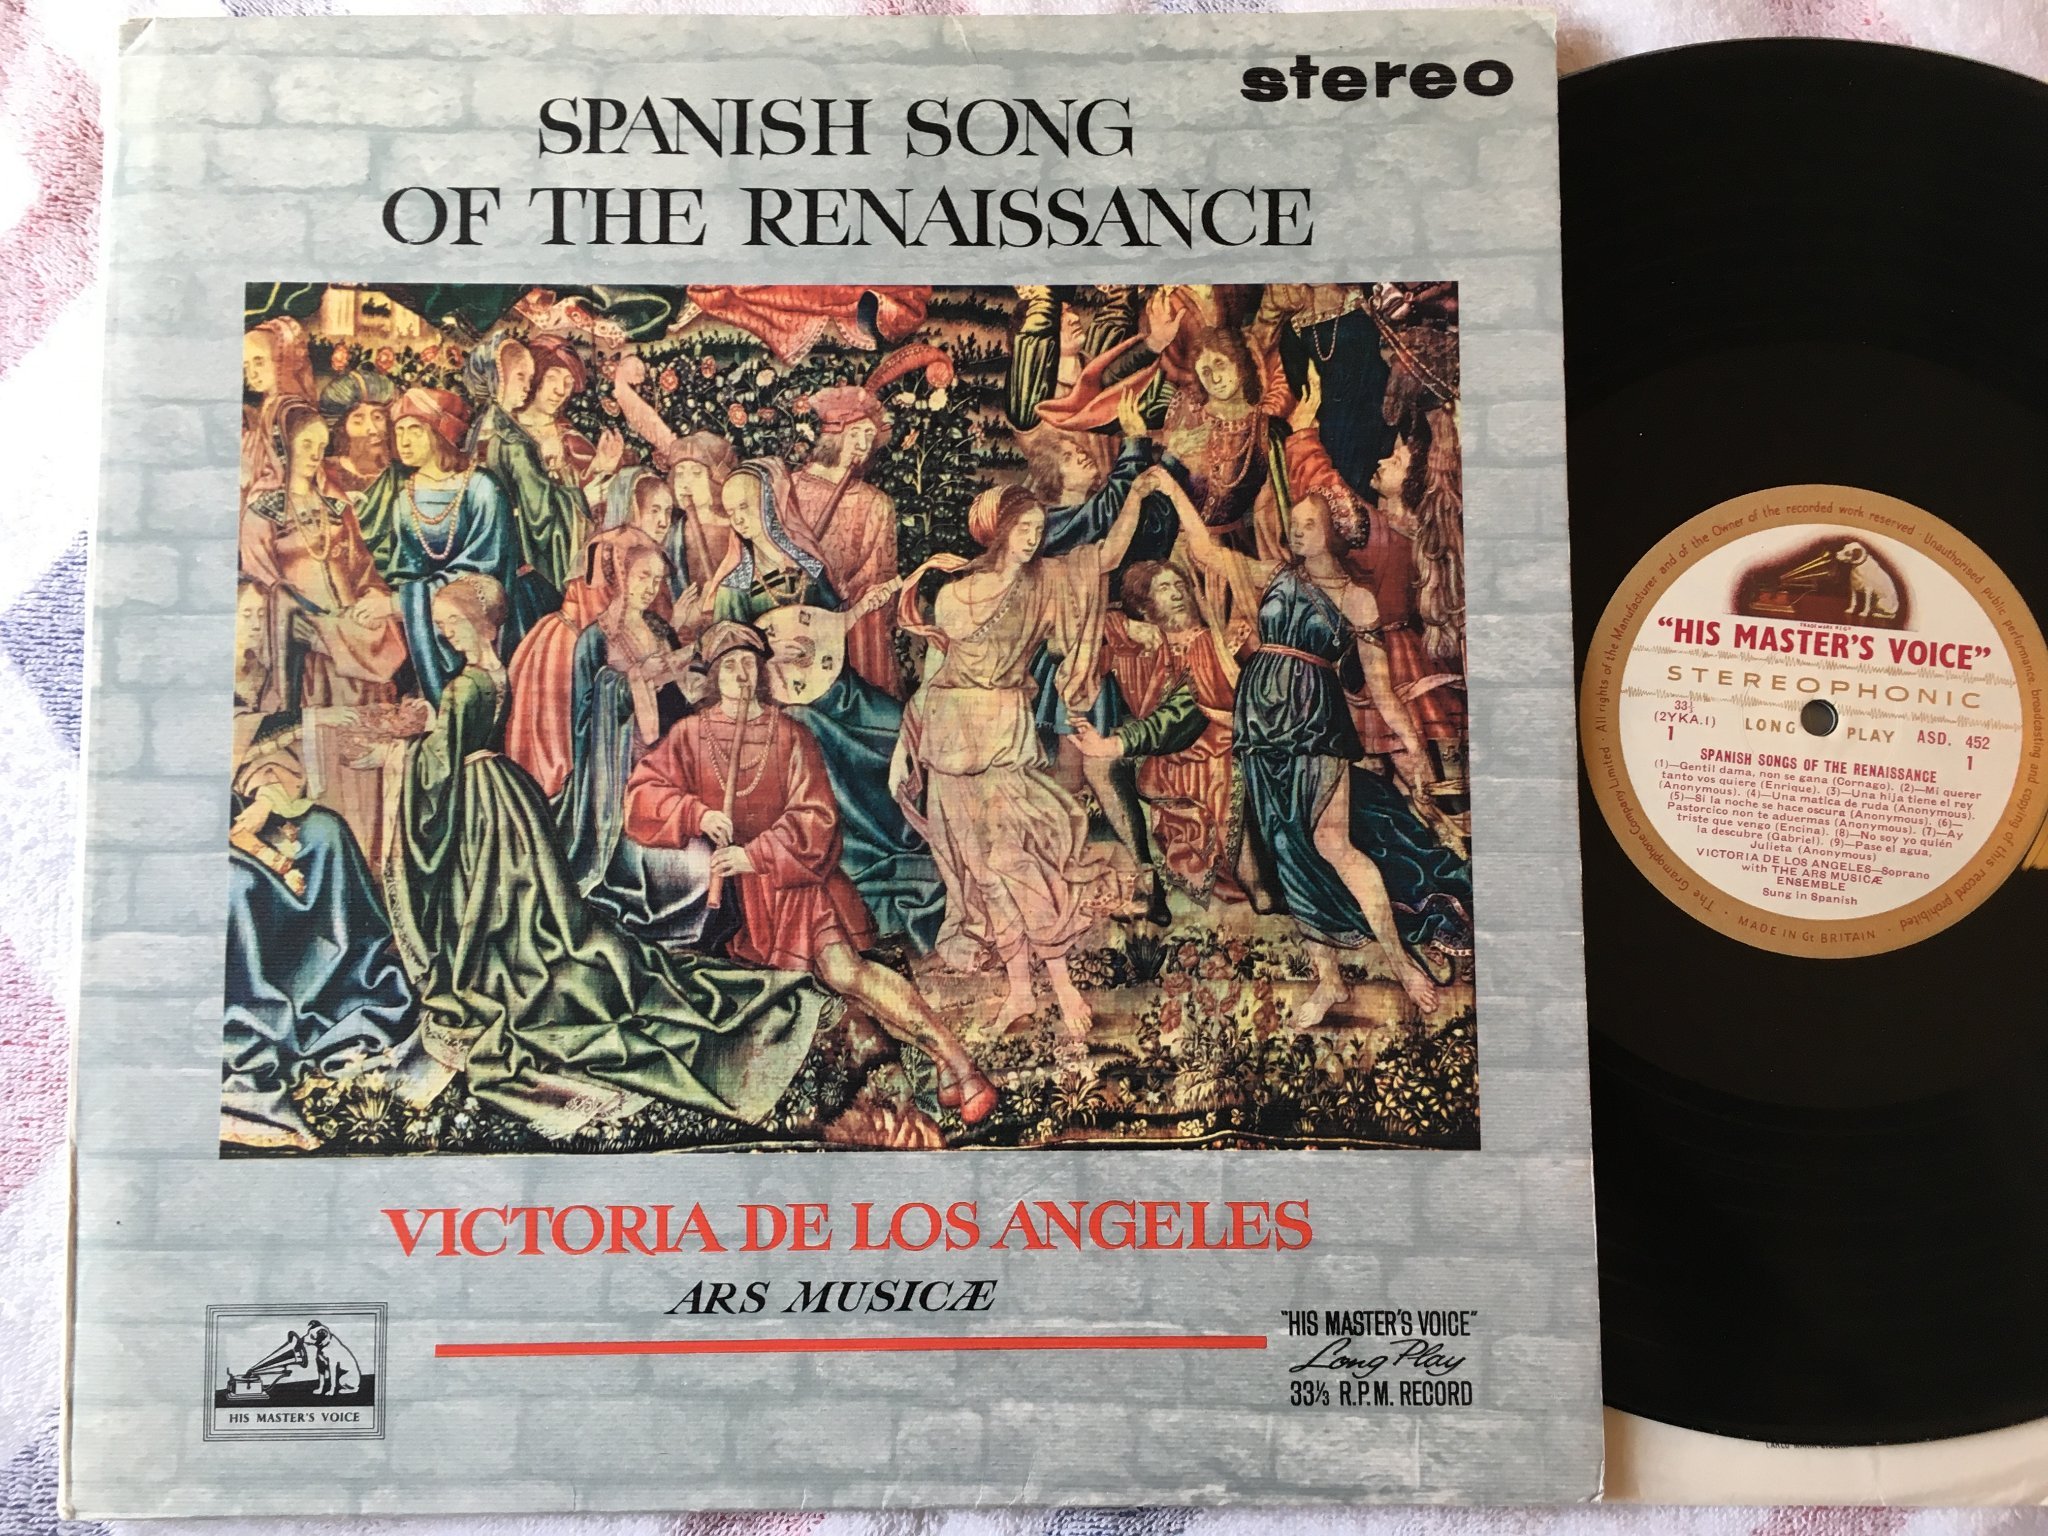 stereo
SPANISH SONG
OF THE RENAISSANCE
VICTORIA DE LOS ANGELES
ARS MUSICÆ
HIS MASTER'S VOICE
"HIS MASTER'S VOICE"
Long Play
33⅓ R.P.M. RECORD
The Gramophone Company Limited · All rights of the Manufacturer and of the Owner of the recorded work reserved · Unauthorised public performance, broadcasting and copying of this record prohibited ·
MADE IN Gt BRITAIN
TRADE MARK REGD
"HIS MASTER'S VOICE"
STEREOPHONIC
33⅓
(2YKA.1)
1
LONG PLAY
ASD. 452
1
SPANISH SONGS OF THE RENAISSANCE
(1)—Gentil dama, non se gana (Cornago). (2)—Mi querer
tanto vos quiere (Enrique). (3)—Una hija tiene el rey
(Anonymous). (4)—Una matica de ruda (Anonymous).
(5)—Si la noche se hace oscura (Anonymous). (6)—
Pastorcico non te aduermas (Anonymous). (7)—Ay
triste que vengo (Encina). (8)—No soy yo quién
la descubre (Gabriel). (9)—Pase el agua,
Julieta (Anonymous)
VICTORIA DE LOS ANGELES—Soprano
with THE ARS MUSICÆ
ENSEMBLE
Sung in Spanish